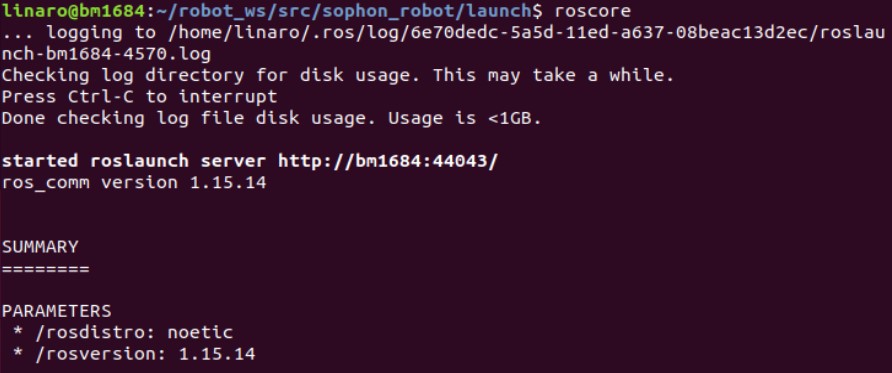 linaro@bm1684:~/robot_ws/src/sophon_robot/launch$ roscore
... logging to /home/linaro/.ros/log/6e70dedc-5a5d-11ed-a637-08beac13d2ec/roslau
nch-bm1684-4570.log
Checking log directory for disk usage. This may take a while.
Press Ctrl-C to interrupt
Done checking log file disk usage. Usage is <1GB.
started roslaunch server http://bm1684:44043/
ros_comm version 1.15.14
SUMMARY
========
PARAMETERS
 * /rosdistro: noetic
 * /rosversion: 1.15.14